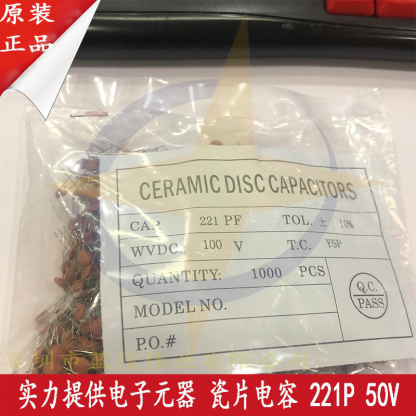 原装
正品
CERAMIC DISC CAPACITORS
CAP. 221 PF TOL. ± 10%
WVDC. 100 V T.C. Y5P
QUANTITY: 1000 PCS
MODEL NO.
P.O.#
Q.C.
PASS
实力提供电子元器 瓷片电容 221P 50V